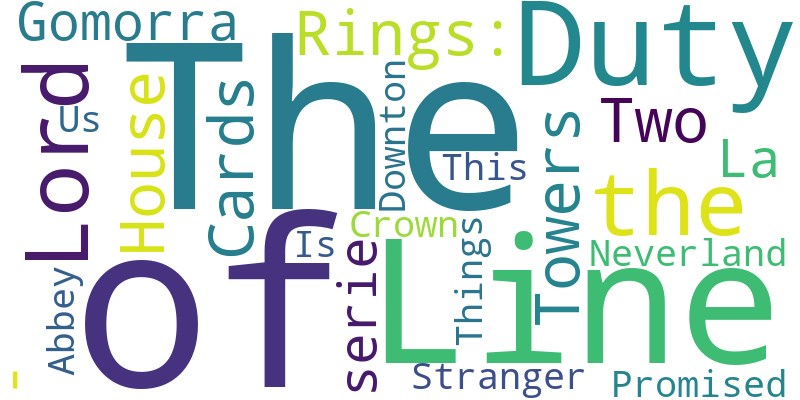 Gomorra
Rings:
Duty
The
Lord
Us
House
Cards
Downton
This
Towers
Two
La
the
Crown
Is
Neverland
of
Line
serie
Things
Abbey
-
Stranger
Promised